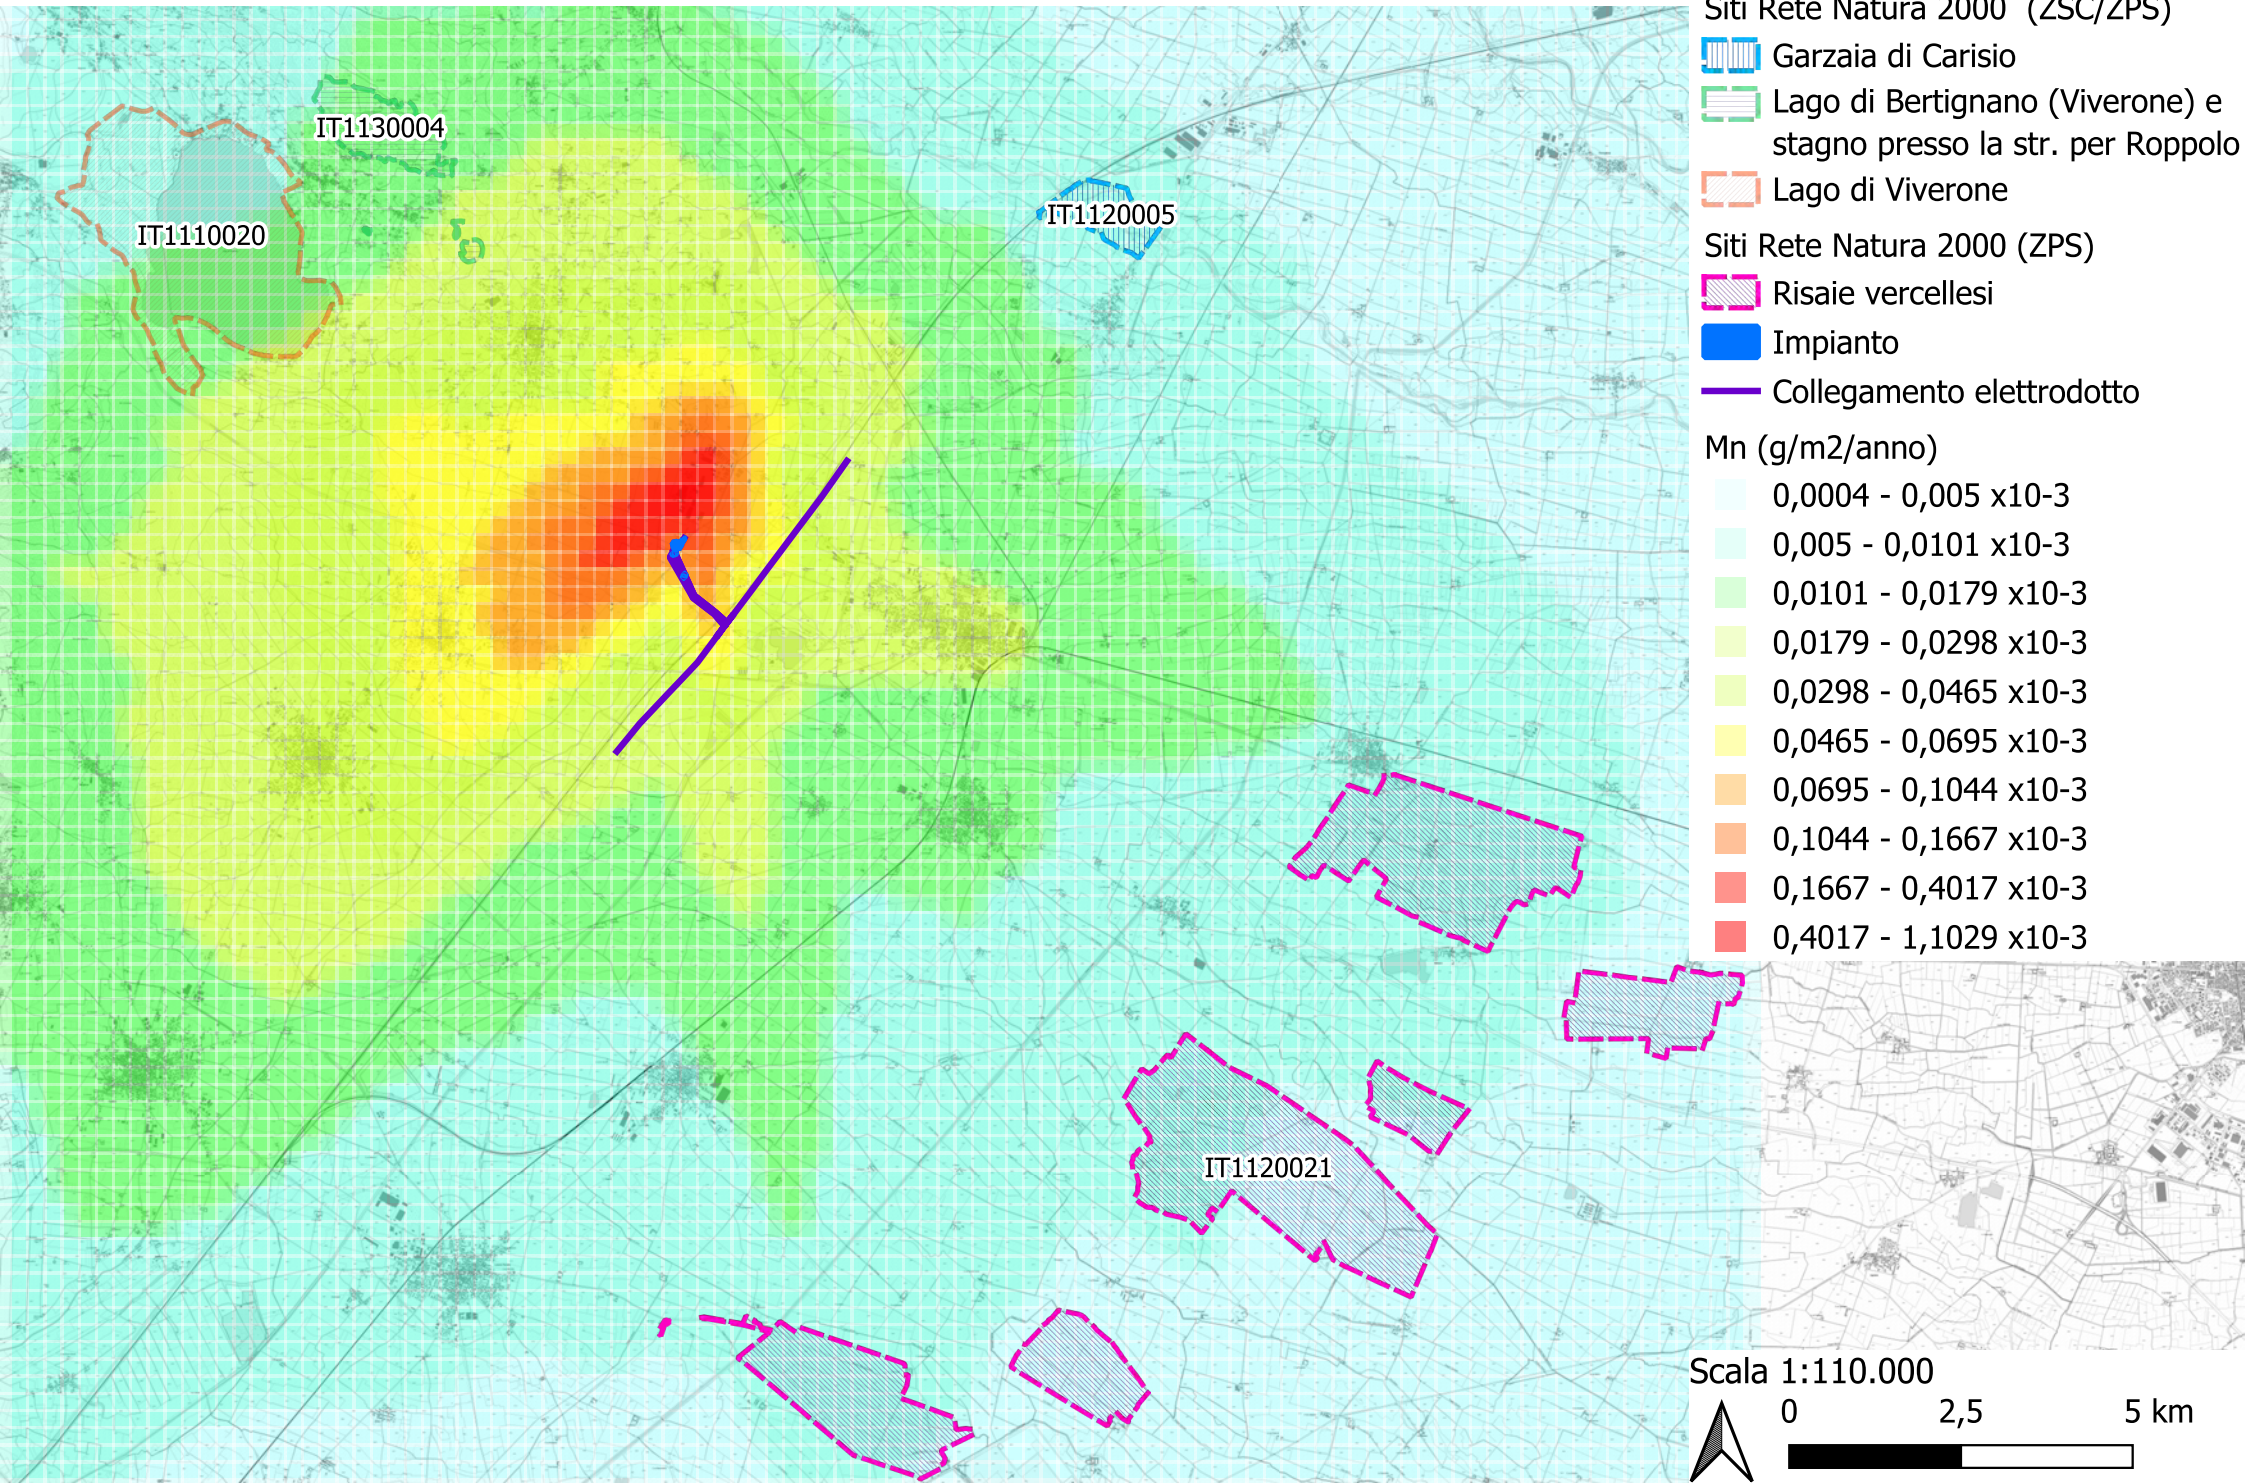 Siti Rete Natura 2000 (ZSC/ZPS)
Garzaia di Carisio
Lago di Bertignano (Viverone) e
stagno presso la str. per Roppolo
Lago di Viverone
Siti Rete Natura 2000 (ZPS)
Risaie vercellesi
Impianto
Collegamento elettrodotto
Mn (g/m2/anno)
0,0004 - 0,005 x10-3
0,005 - 0,0101 x10-3
0,0101 - 0,0179 x10-3
0,0179 - 0,0298 x10-3
0,0298 - 0,0465 x10-3
0,0465 - 0,0695 x10-3
0,0695 - 0,1044 x10-3
0,1044 - 0,1667 x10-3
0,1667 - 0,4017 x10-3
0,4017 - 1,1029 x10-3
IT1130004
IT1110020
IT1120005
IT1120021
Scala 1:110.000
0 2,5 5 km